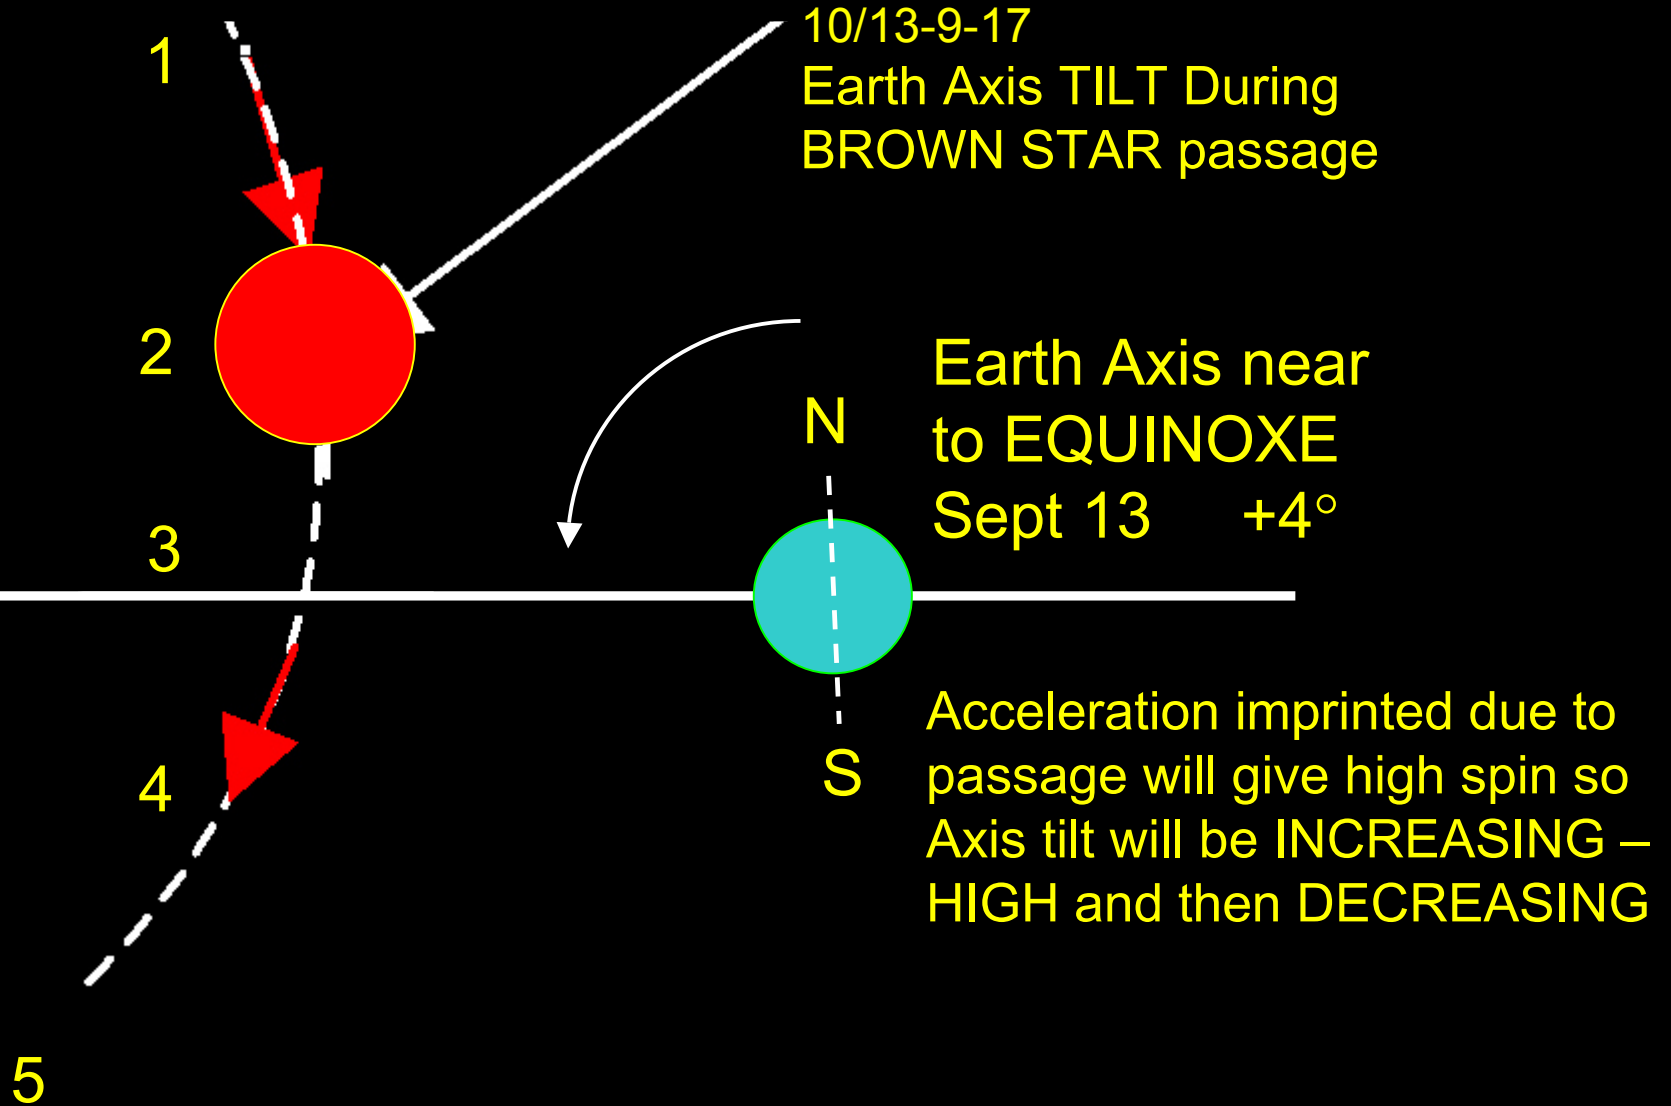 10/13-9-17
Earth Axis TILT During
BROWN STAR passage
1
2
3
4
5
N
S
Earth Axis near
to EQUINOXE
Sept 13 +4°
Acceleration imprinted due to
passage will give high spin so
Axis tilt will be INCREASING –
HIGH and then DECREASING